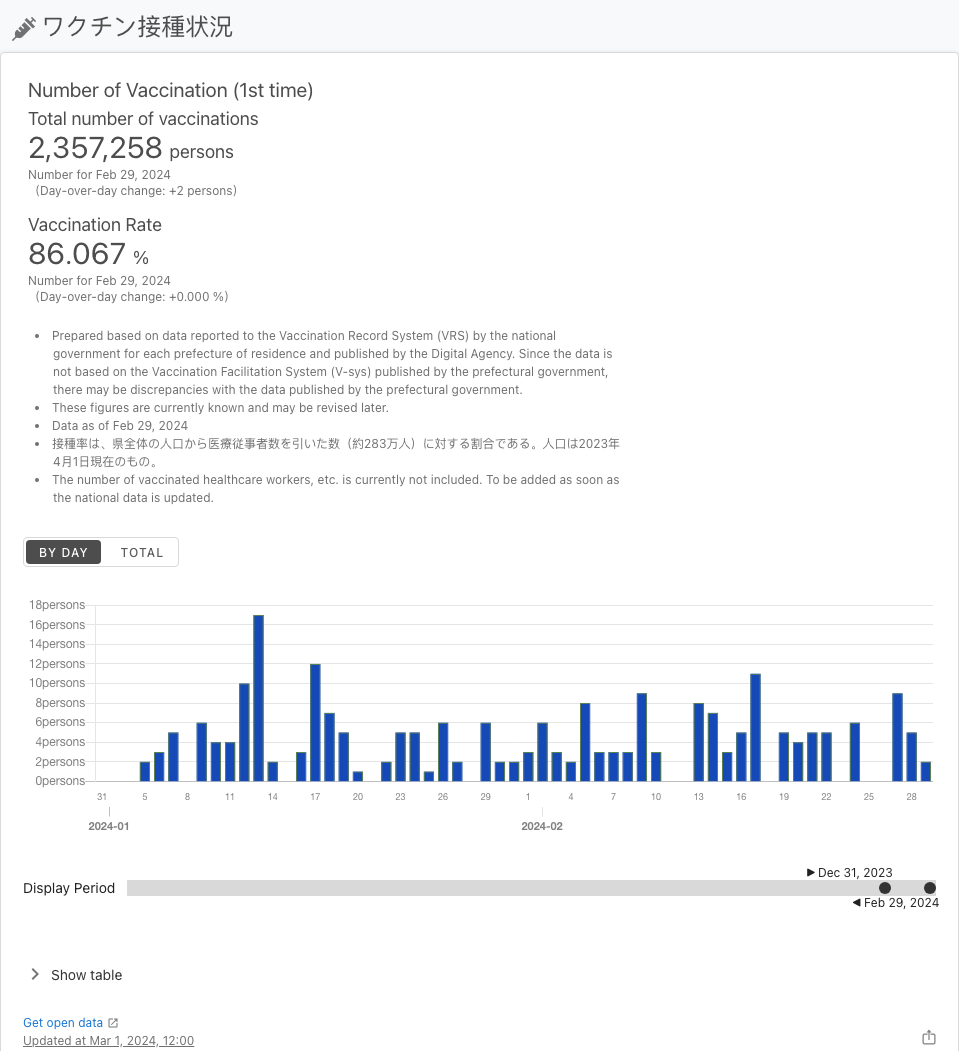 ワクチン接種状況
Number of Vaccination (1st time)
Total number of vaccinations
2,357,258 persons
Number for Feb 29, 2024
(Day-over-day change: +2 persons)
Vaccination Rate
86.067 %
Number for Feb 29, 2024
(Day-over-day change: +0.000 %)
• Prepared based on data reported to the Vaccination Record System (VRS) by the national
government for each prefecture of residence and published by the Digital Agency. Since the data is
not based on the Vaccination Facilitation System (V-sys) published by the prefectural government,
there may be discrepancies with the data published by the prefectural government.
• These figures are currently known and may be revised later.
• Data as of Feb 29, 2024
• 接種率は、県全体の人口から医療従事者数を引いた数（約283万人）に対する割合である。人口は2023年
4月1日現在のもの。
• The number of vaccinated healthcare workers, etc. is currently not included. To be added as soon as
the national data is updated.
BY DAY TOTAL
18persons
16persons
14persons
12persons
10persons
8persons
6persons
4persons
2persons
0persons
31 5 8 11 14 17 20 23 26 29 1 4 7 10 13 16 19 22 25 28
2024-01 2024-02
Dec 31, 2023
Display Period
Feb 29, 2024
Show table
Get open data
Updated at Mar 1, 2024, 12:00